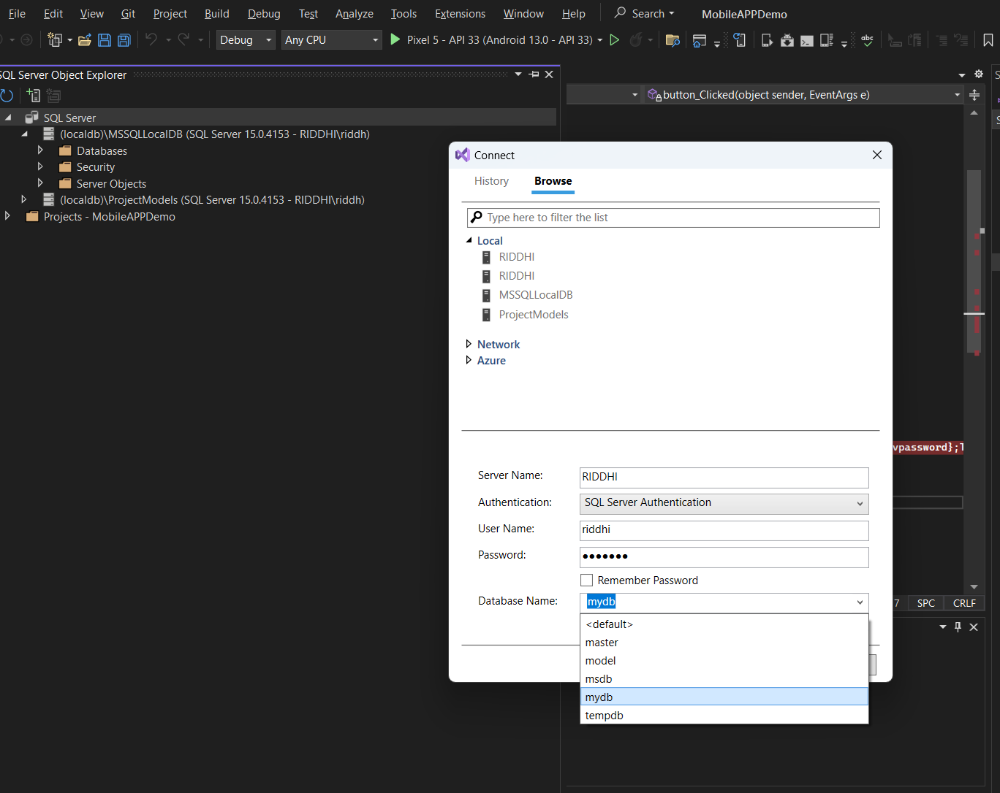 File Edit View Git Project Build Debug Test Analyze Tools Extensions Window Help Search MobileAPPDemo
Debug Any CPU Pixel 5 - API 33 (Android 13.0 - API 33) abc
SQL Server Object Explorer
button_Clicked(object sender, EventArgs e)
SQL Server
(localdb)\MSSQLLocalDB (SQL Server 15.0.4153 - RIDDHI\riddh)
Databases
Security
Server Objects
(localdb)\ProjectModels (SQL Server 15.0.4153 - RIDDHI\riddh)
Projects - MobileAPPDemo
Connect
History Browse
Type here to filter the list
Local
RIDDHI
RIDDHI
MSSQLLocalDB
ProjectModels
Network
Azure
vpassword};T
Server Name: RIDDHI
Authentication: SQL Server Authentication
User Name: riddhi
Password: •••••••
Remember Password
Database Name: mydb
7 SPC CRLF
<default>
master
model
msdb
mydb
tempdb